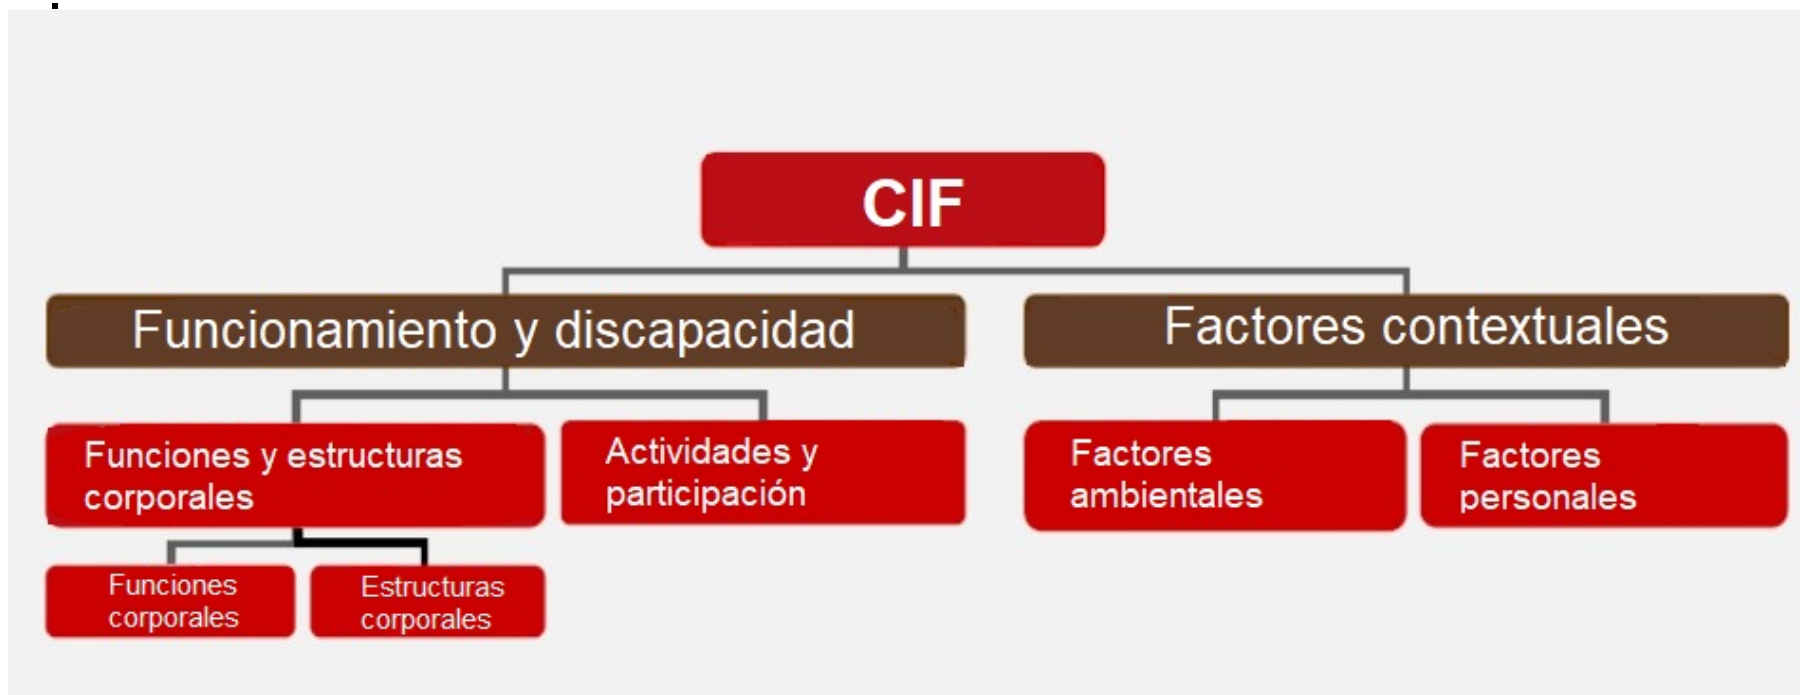 CIF
Funcionamiento y discapacidad
Factores contextuales
Funciones y estructuras
corporales
Actividades y
participación
Factores
ambientales
Factores
personales
Funciones
corporales
Estructuras
corporales